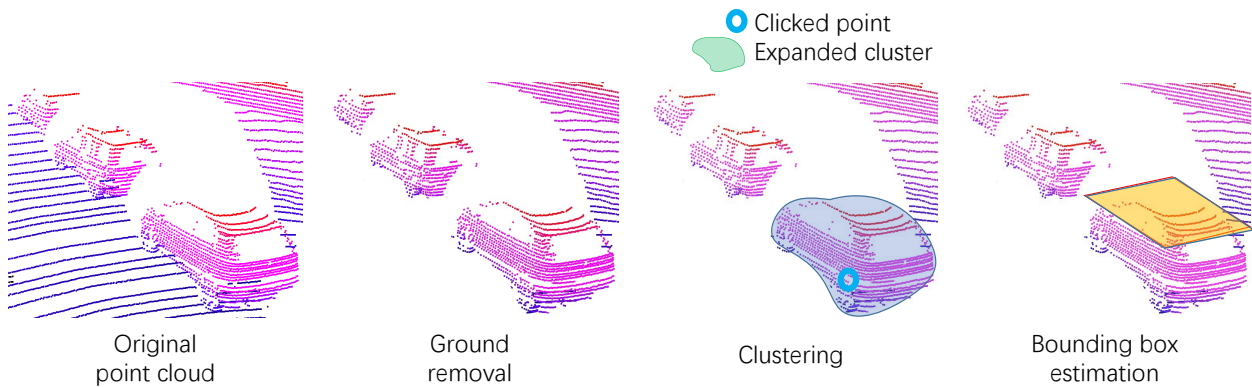 Clicked point
Expanded cluster
Original
point cloud
Ground
removal
Clustering
Bounding box
estimation